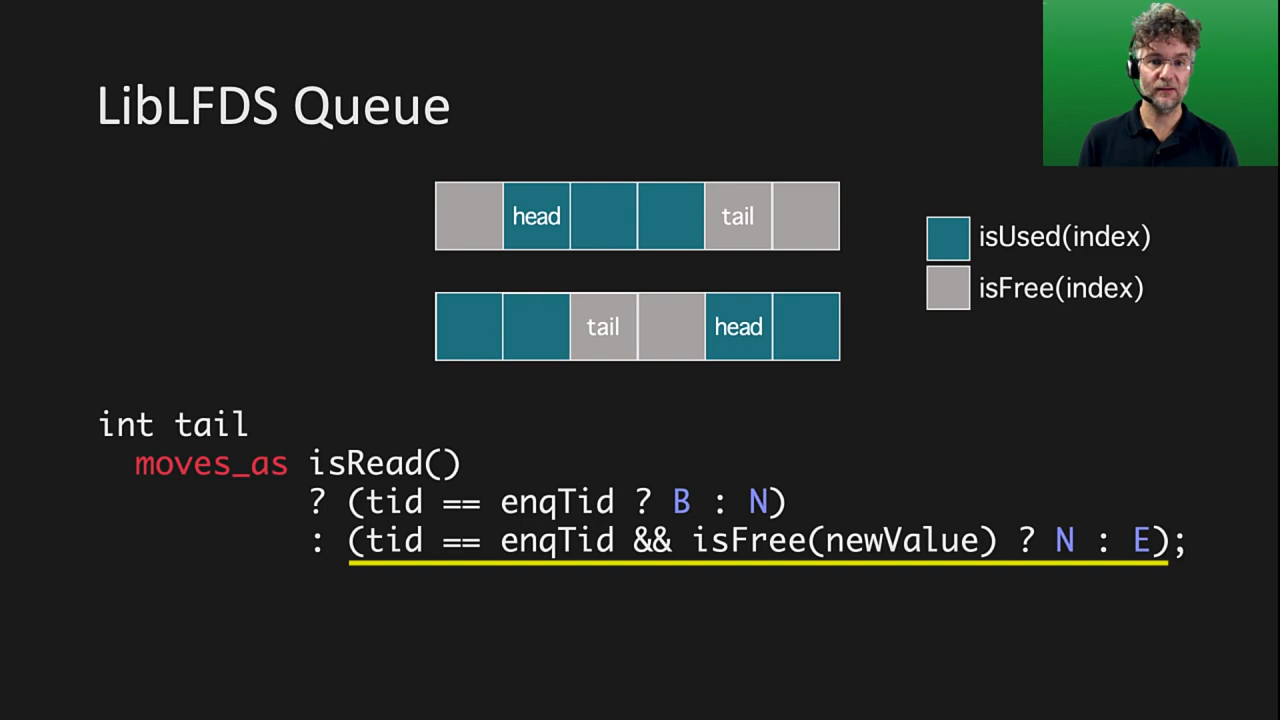 LibLFDS Queue
head tail
tail head
isUsed(index)
isFree(index)
int tail
moves_as isRead()
? (tid == enqTid ? B : N)
: (tid == enqTid && isFree(newValue) ? N : E);